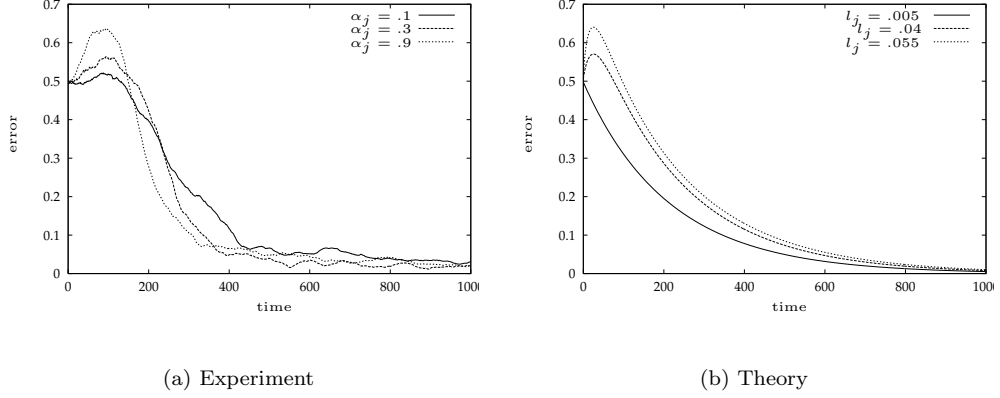 0.7
0.6
0.5
0.4
0.3
0.2
0.1
0
error
0 200 400 600 800 1000
time
αj = .1
αj = .3
αj = .9
(a) Experiment
0.7
0.6
0.5
0.4
0.3
0.2
0.1
0
error
0 200 400 600 800 1000
time
lj = .005
lj = .04
lj = .055
(b) Theory